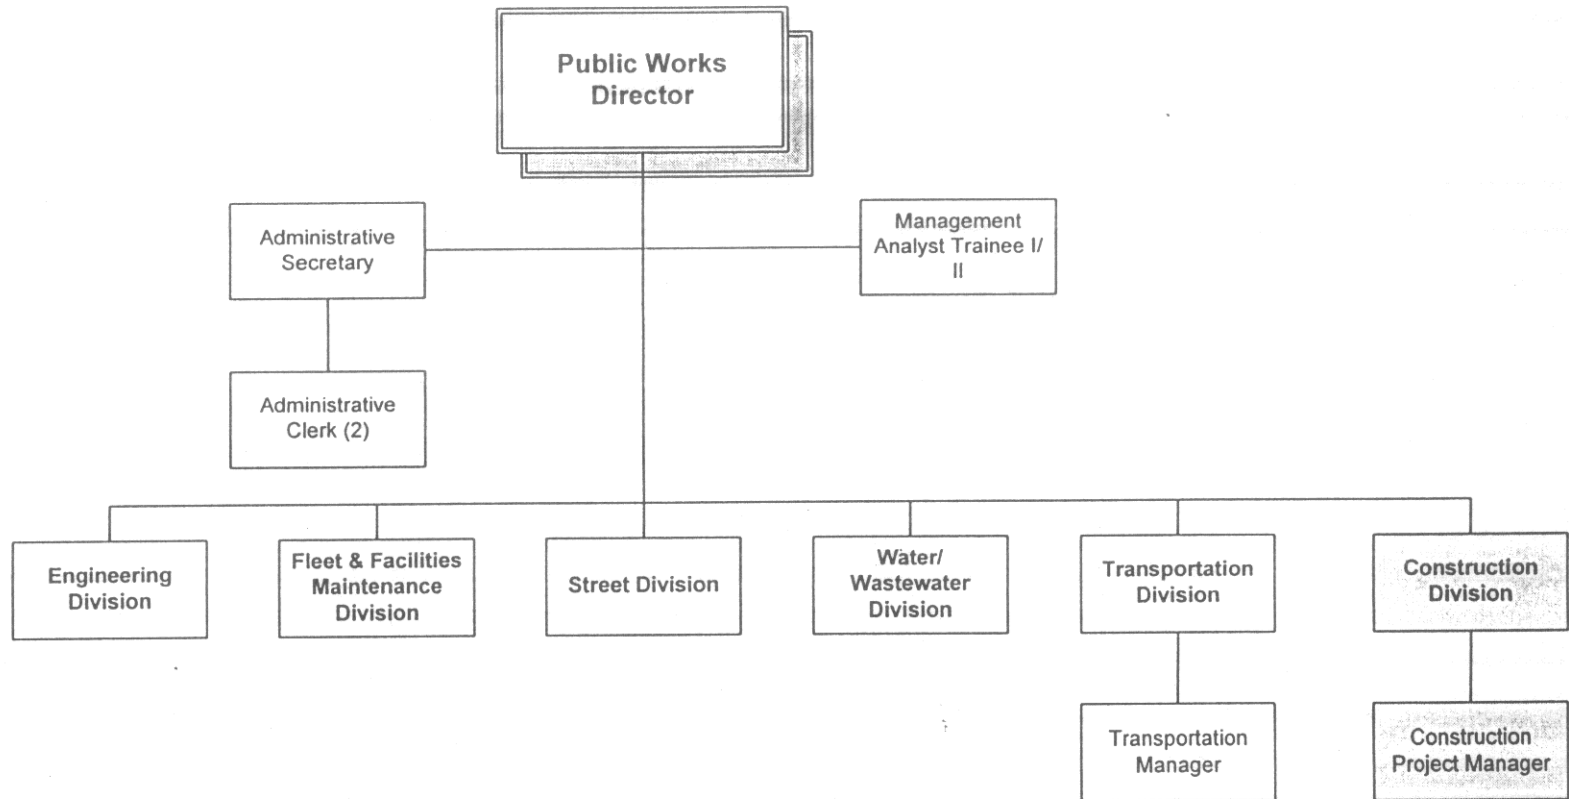 Public Works
Director
Administrative
Secretary
Management
Analyst Trainee I/
II
Administrative
Clerk (2)
Engineering
Division
Fleet & Facilities
Maintenance
Division
Street Division
Water/
Wastewater
Division
Transportation
Division
Construction
Division
Transportation
Manager
Construction
Project Manager